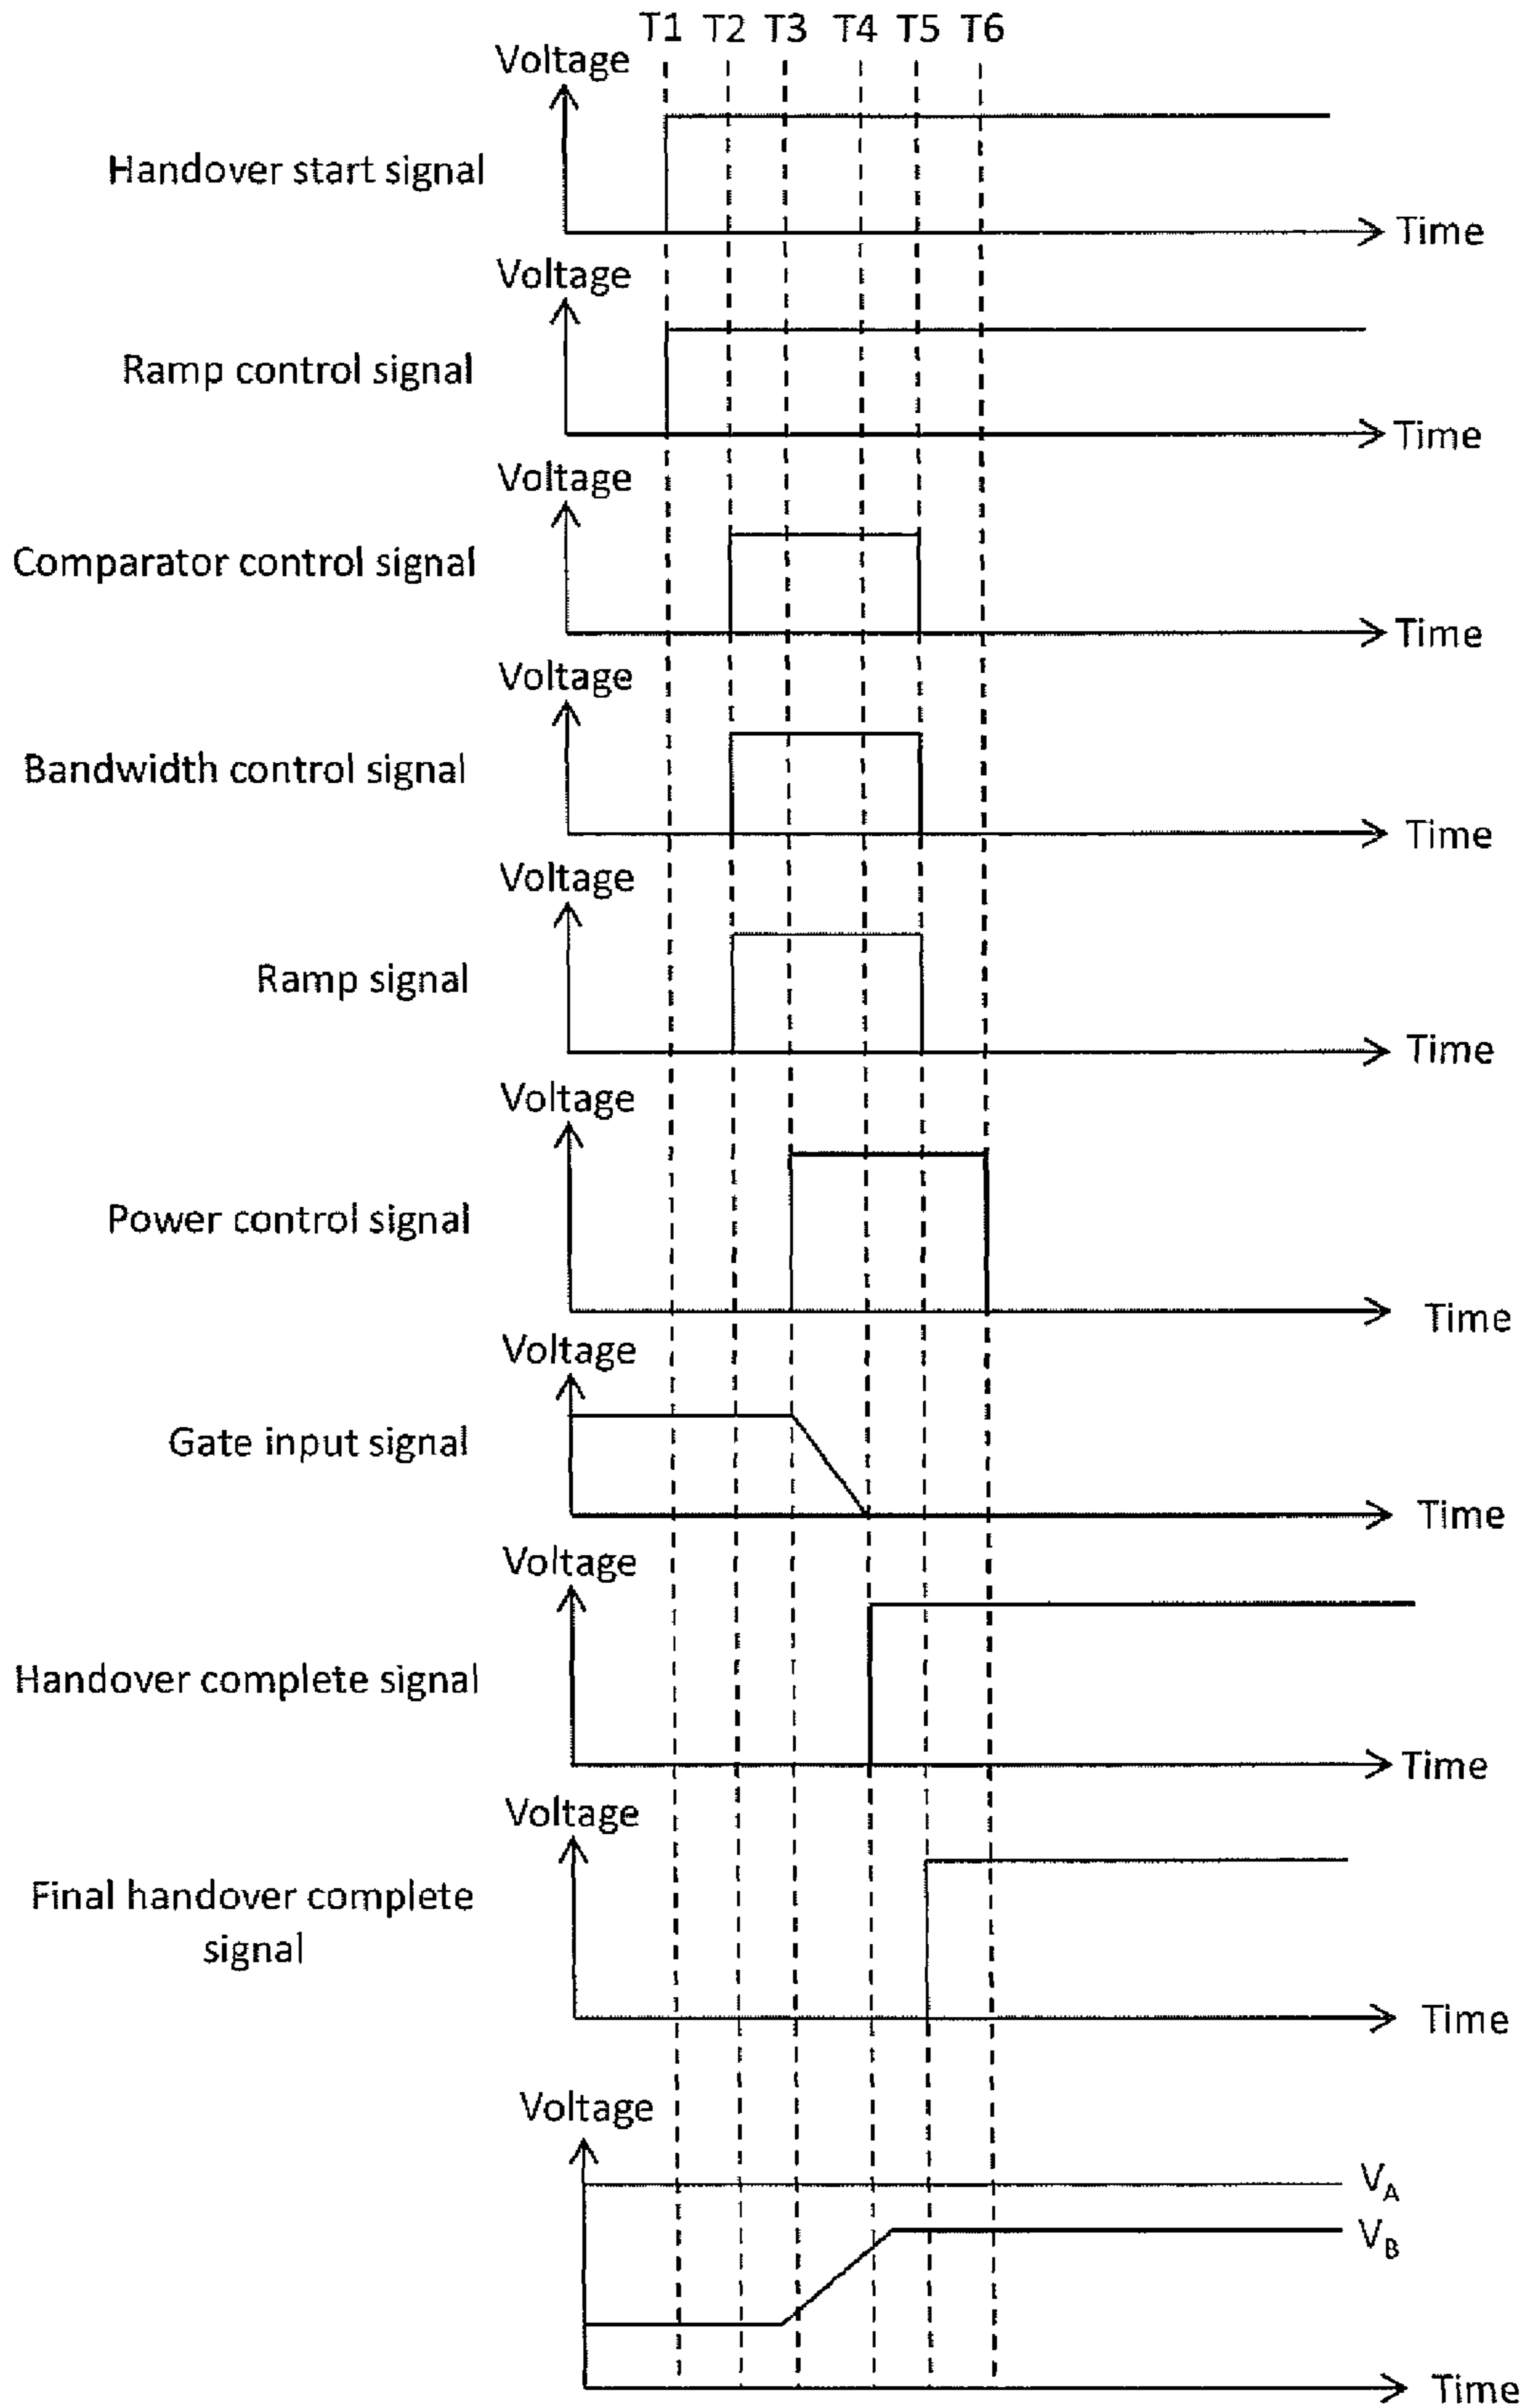 T1 T2 T3 T4 T5 T6
Voltage
Handover start signal
Time
Voltage
Ramp control signal
Time
Voltage
Comparator control signal
Time
Voltage
Bandwidth control signal
Time
Voltage
Ramp signal
Time
Voltage
Power control signal
Time
Voltage
Gate input signal
Time
Voltage
Handover complete signal
Time
Voltage
Final handover complete
signal
Time
Voltage
VA
VB
Time